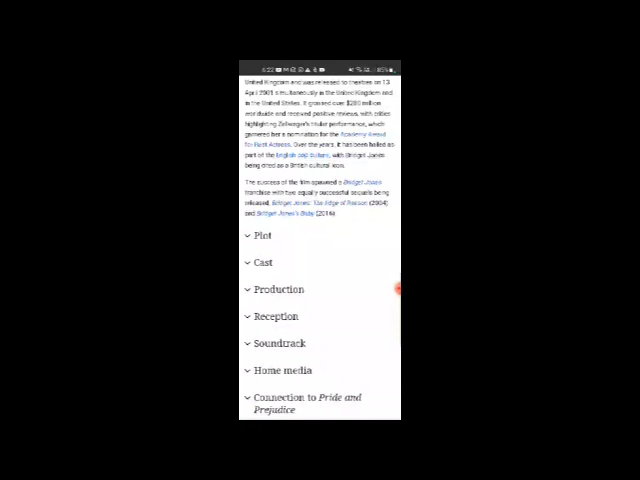 6:22 85%
United Kingdom and was released to theatres on 13
April 2001 simultaneously in the United Kingdom and
in the United States. It grossed over $280 million
worldwide and received positive reviews, with critics
highlighting Zellweger's titular performance, which
garnered her a nomination for the Academy Award
for Best Actress. Over the years, it has been hailed as
part of the English pop culture, with Bridget Jones
being cited as a British cultural icon.
The success of the film spawned a Bridget Jones
franchise with two equally successful sequels being
released, Bridget Jones: The Edge of Reason (2004)
and Bridget Jones's Baby (2016)
Plot
Cast
Production
Reception
Soundtrack
Home media
Connection to Pride and
Prejudice